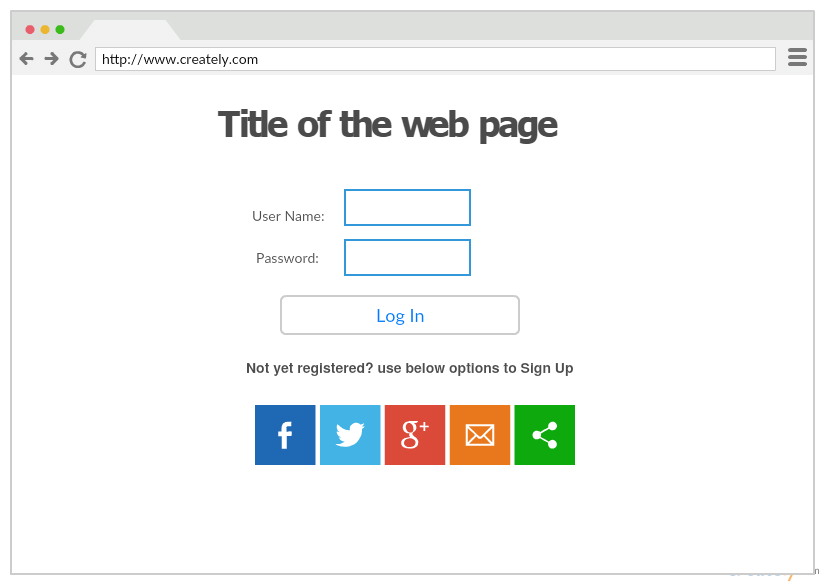 http://www.creately.com
Title of the web page
User Name:
Password:
Log In
Not yet registered? use below options to Sign Up
f
g+